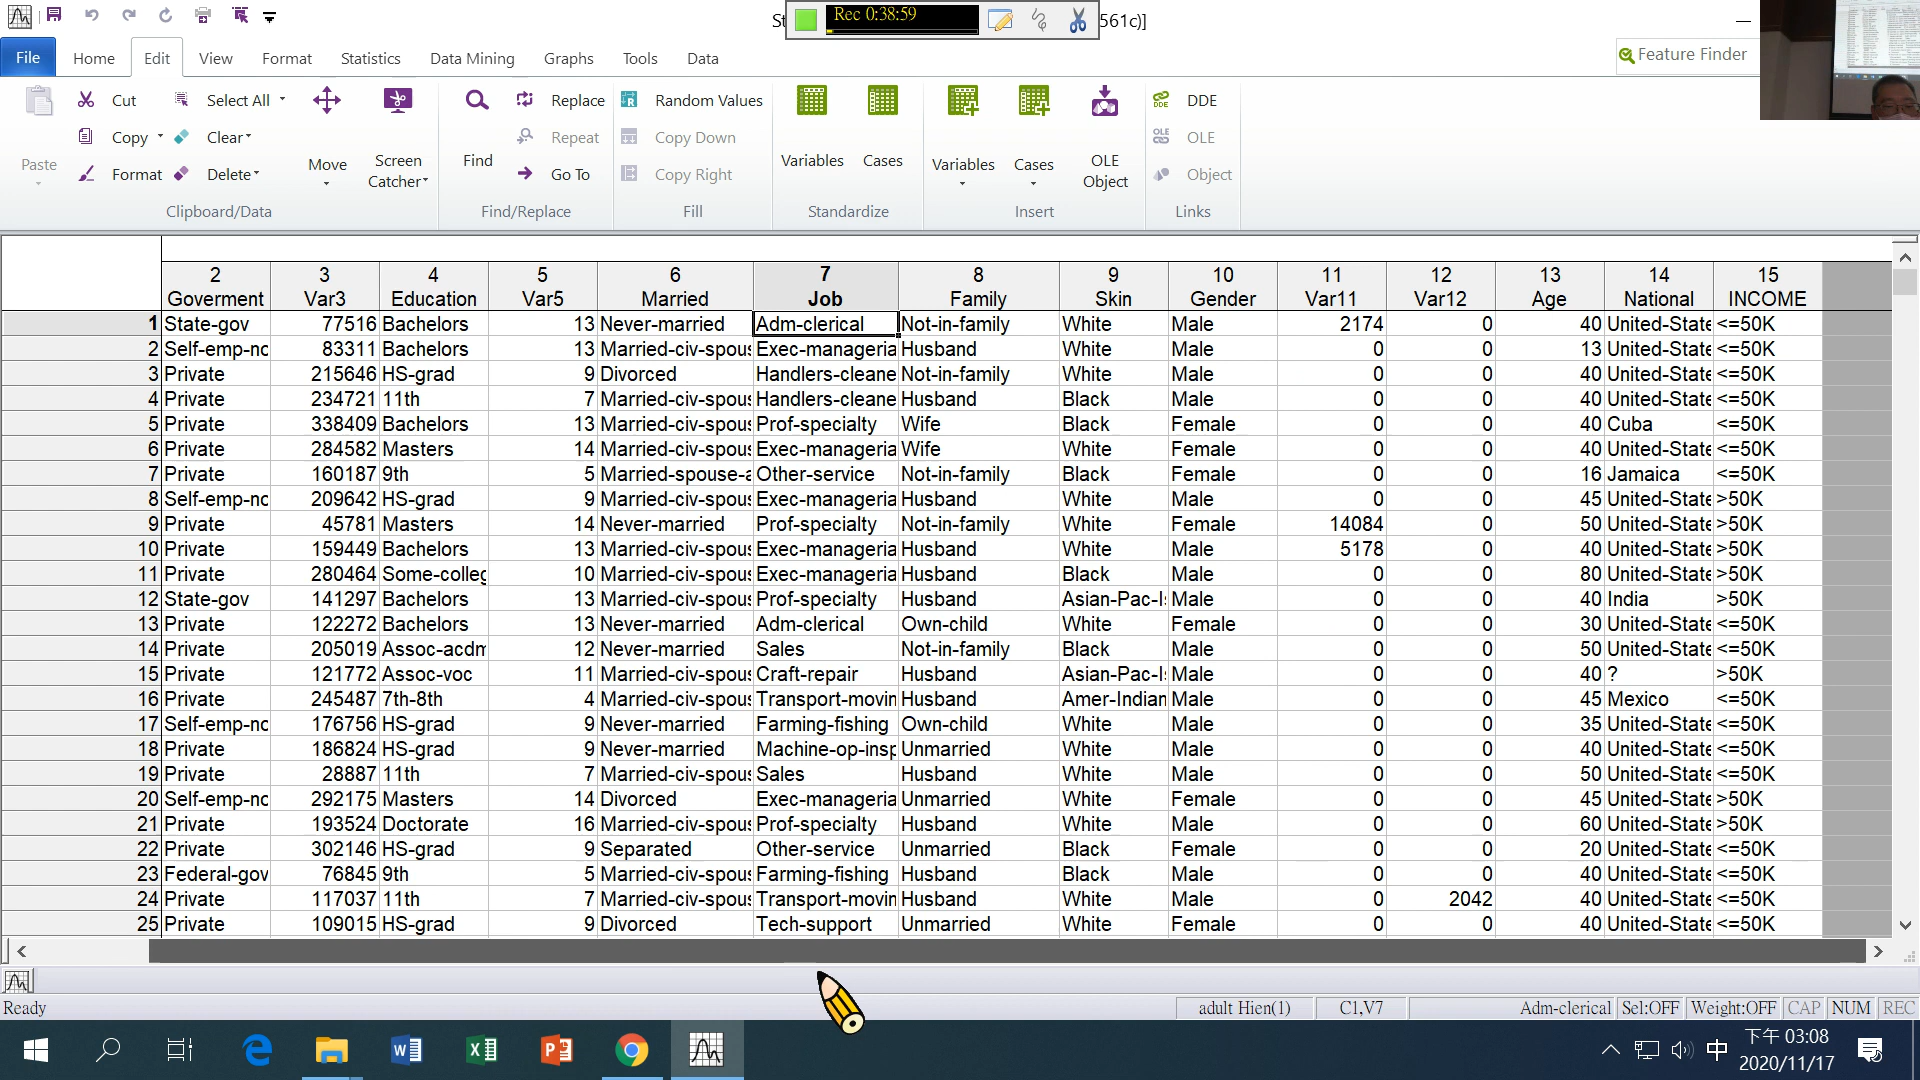 St
Rec 0:38:59
561c)]
File Home Edit View Format Statistics Data Mining Graphs Tools Data
Feature Finder
Paste
Cut
Copy
Format
Select All
Clear
Delete
Move
Screen
Catcher
Clipboard/Data
Find
Replace
Repeat
Go To
Find/Replace
Random Values
Copy Down
Copy Right
Fill
Variables Cases
Standardize
Variables Cases
OLE
Object
Insert
DDE
OLE
Object
Links
2 3 4 5 6 7 8 9 10 11 12 13 14 15
Goverment Var3 Education Var5 Married Job Family Skin Gender Var11 Var12 Age National INCOME
1 State-gov 77516 Bachelors 13 Never-married Adm-clerical Not-in-family White Male 2174 0 40 United-State <=50K
2 Self-emp-no 83311 Bachelors 13 Married-civ-spous Exec-manageria Husband White Male 0 0 13 United-State <=50K
3 Private 215646 HS-grad 9 Divorced Handlers-cleane Not-in-family White Male 0 0 40 United-State <=50K
4 Private 234721 11th 7 Married-civ-spous Handlers-cleane Husband Black Male 0 0 40 United-State <=50K
5 Private 338409 Bachelors 13 Married-civ-spous Prof-specialty Wife Black Female 0 0 40 Cuba <=50K
6 Private 284582 Masters 14 Married-civ-spous Exec-manageria Wife White Female 0 0 40 United-State <=50K
7 Private 160187 9th 5 Married-spouse-a Other-service Not-in-family Black Female 0 0 16 Jamaica <=50K
8 Self-emp-no 209642 HS-grad 9 Married-civ-spous Exec-manageria Husband White Male 0 0 45 United-State >50K
9 Private 45781 Masters 14 Never-married Prof-specialty Not-in-family White Female 14084 0 50 United-State >50K
10 Private 159449 Bachelors 13 Married-civ-spous Exec-manageria Husband White Male 5178 0 40 United-State >50K
11 Private 280464 Some-colleg 10 Married-civ-spous Exec-manageria Husband Black Male 0 0 80 United-State >50K
12 State-gov 141297 Bachelors 13 Married-civ-spous Prof-specialty Husband Asian-Pac-Is Male 0 0 40 India >50K
13 Private 122272 Bachelors 13 Never-married Adm-clerical Own-child White Female 0 0 30 United-State <=50K
14 Private 205019 Assoc-acdm 12 Never-married Sales Not-in-family Black Male 0 0 50 United-State <=50K
15 Private 121772 Assoc-voc 11 Married-civ-spous Craft-repair Husband Asian-Pac-Is Male 0 0 40 ? >50K
16 Private 245487 7th-8th 4 Married-civ-spous Transport-movin Husband Amer-Indian Male 0 0 45 Mexico <=50K
17 Self-emp-no 176756 HS-grad 9 Never-married Farming-fishing Own-child White Male 0 0 35 United-State <=50K
18 Private 186824 HS-grad 9 Never-married Machine-op-insp Unmarried White Male 0 0 40 United-State <=50K
19 Private 28887 11th 7 Married-civ-spous Sales Husband White Male 0 0 50 United-State <=50K
20 Self-emp-no 292175 Masters 14 Divorced Exec-manageria Unmarried White Female 0 0 45 United-State >50K
21 Private 193524 Doctorate 16 Married-civ-spous Prof-specialty Husband White Male 0 0 60 United-State >50K
22 Private 302146 HS-grad 9 Separated Other-service Unmarried Black Female 0 0 20 United-State <=50K
23 Federal-gov 76845 9th 5 Married-civ-spous Farming-fishing Husband Black Male 0 0 40 United-State <=50K
24 Private 117037 11th 7 Married-civ-spous Transport-movin Husband White Male 0 2042 40 United-State <=50K
25 Private 109015 HS-grad 9 Divorced Tech-support Unmarried White Female 0 0 40 United-State <=50K
Ready adult Hien(1) C1,V7 Adm-clerical Sel:OFF Weight:OFF CAP NUM REC
中
下午 03:08
2020/11/17